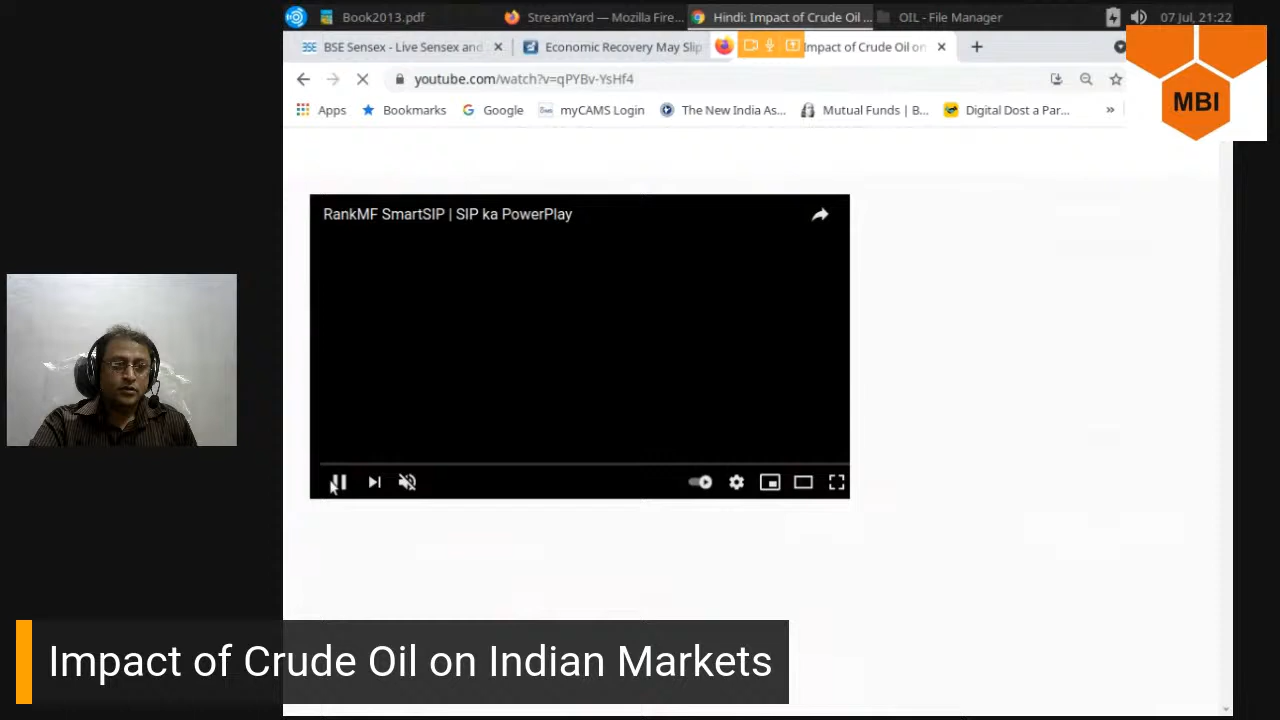 Book2013.pdf
StreamYard — Mozilla Fire...
Hindi: Impact of Crude Oil ...
OIL - File Manager
07 Jul, 21:22
BSE Sensex - Live Sensex and
Economic Recovery May Slip
Impact of Crude Oil on
youtube.com/watch?v=qPYBv-YsHf4
Apps
Bookmarks
Google
myCAMS Login
The New India As...
Mutual Funds | B...
Digital Dost a Par...
»
MBI
RankMF SmartSIP | SIP ka PowerPlay
Impact of Crude Oil on Indian Markets